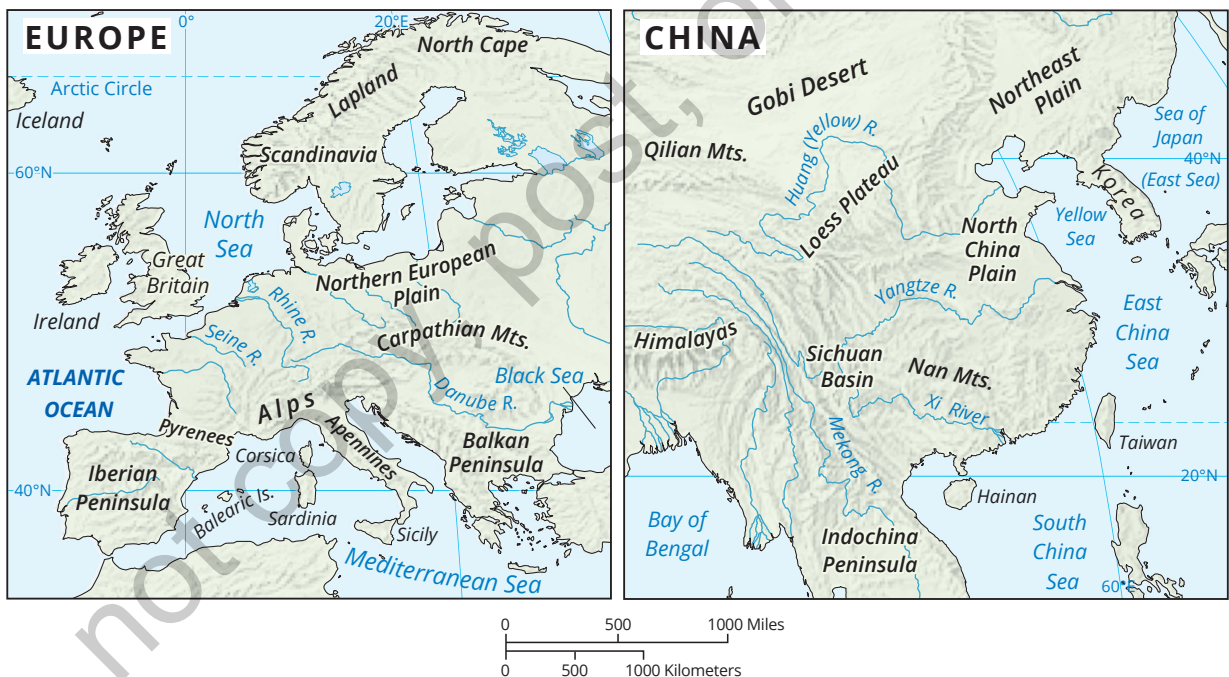 EUROPE
0°
20°E
North Cape
Lapland
Arctic Circle
Iceland
Scandinavia
60°N
North
Sea
Great
Britain
Ireland
Northern European
Plain
Rhine R.
Seine R.
Carpathian Mts.
ATLANTIC
OCEAN
Alps
Black Sea
Danube R.
Pyrenees
Corsica
Apennines
Balkan
Peninsula
Iberian
Peninsula
40°N
Balearic Is.
Sardinia
Sicily
Mediterranean Sea
CHINA
Gobi Desert
Northeast
Plain
Sea of
Japan
(East Sea)
40°N
Qilian Mts.
Huang (Yellow) R.
Loess Plateau
Korea
North
China
Plain
Yellow
Sea
Yangtze R.
East
China
Sea
Himalayas
Sichuan
Basin
Nan Mts.
Xi River
Mekong R.
Taiwan
20°N
Hainan
Bay of
Bengal
Indochina
Peninsula
South
China
Sea
60°E
0 500 1000 Miles
0 500 1000 Kilometers
not copy, post, or